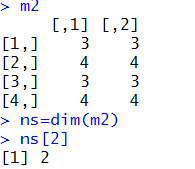 > m2
     [,1] [,2]
[1,]    3    3
[2,]    4    4
[3,]    3    3
[4,]    4    4
> ns=dim(m2)
> ns[2]
[1] 2